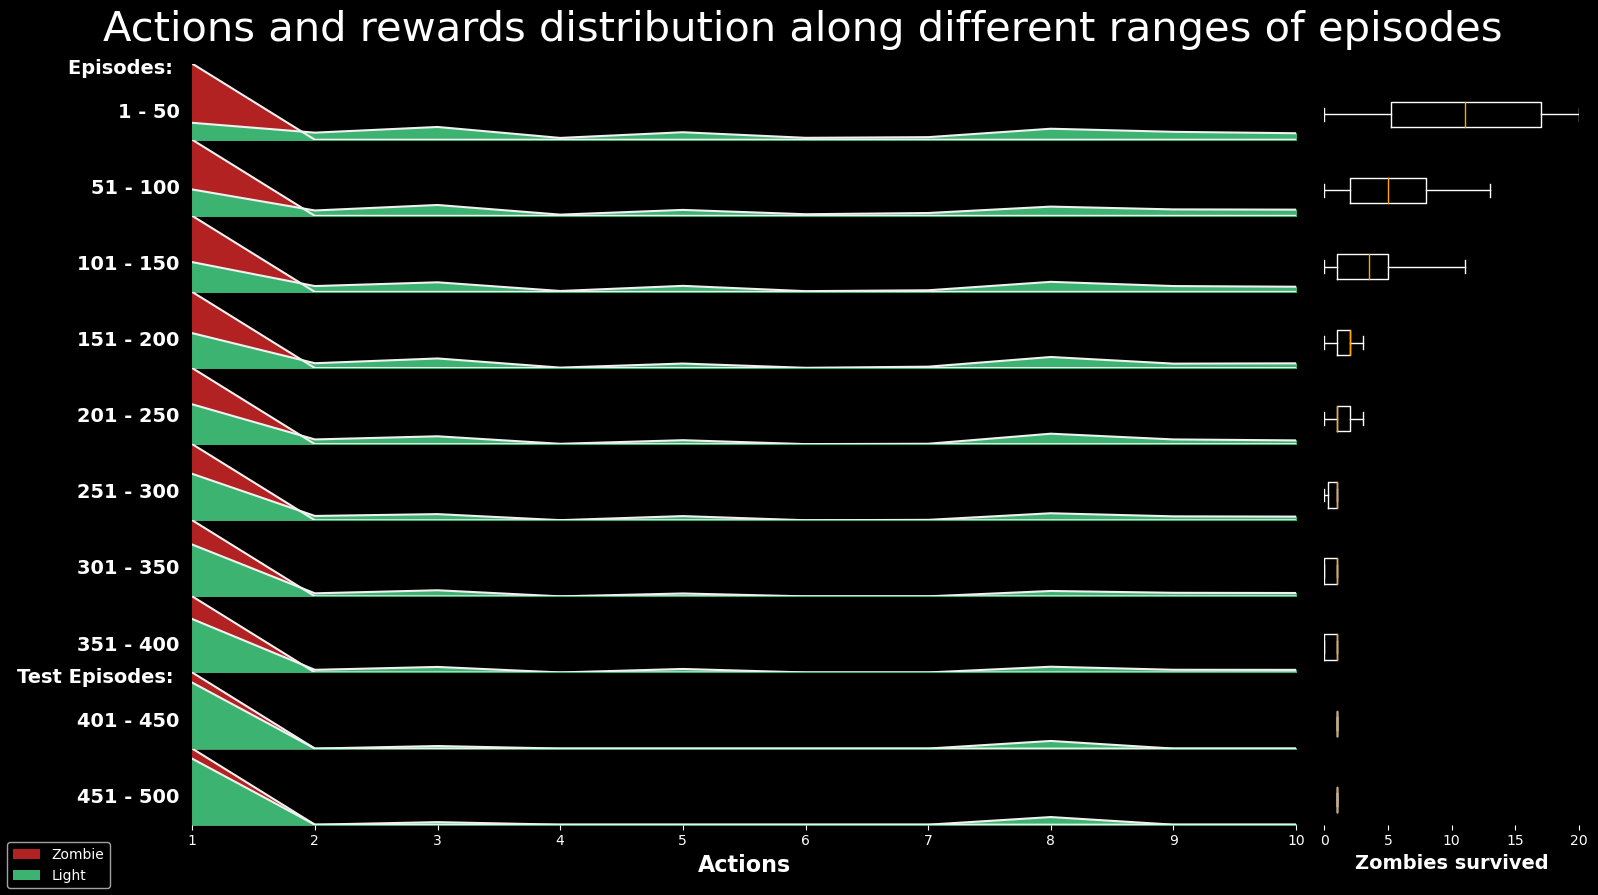 Actions and rewards distribution along different ranges of episodes
Episodes:
1 - 50
51 - 100
101 - 150
151 - 200
201 - 250
251 - 300
301 - 350
351 - 400
Test Episodes:
401 - 450
451 - 500
1 2 3 4 5 6 7 8 9 10
0 5 10 15 20
Actions
Zombies survived
Zombie
Light